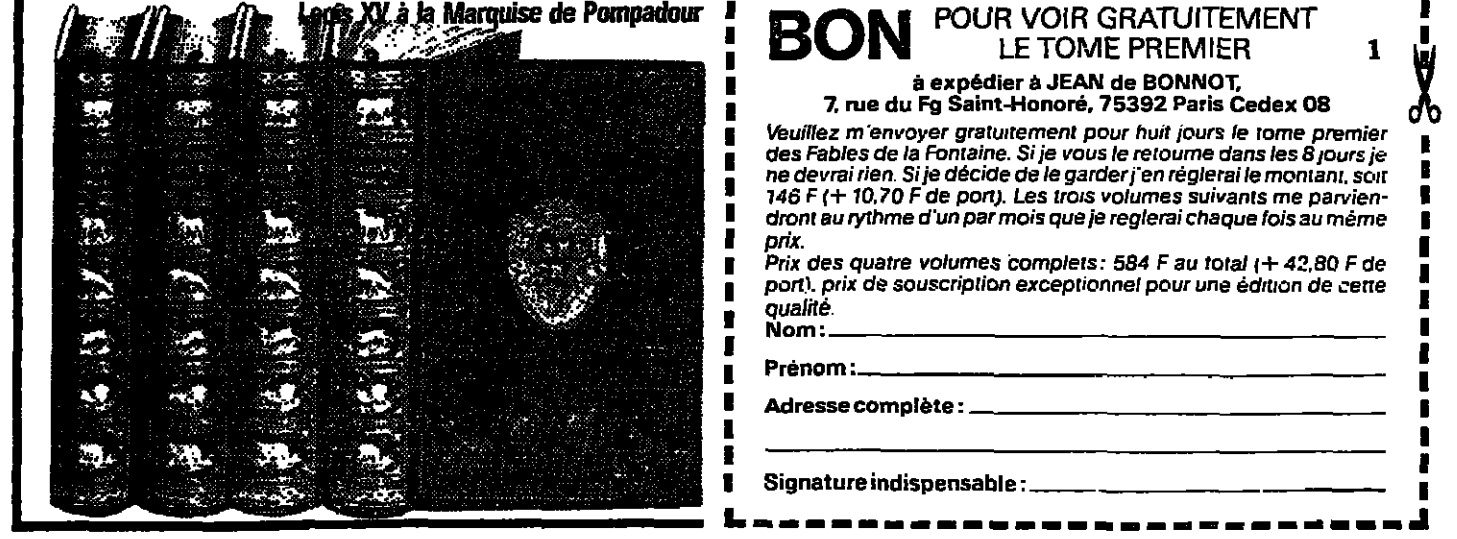 Louis XV à la Marquise de Pompadour
BON POUR VOIR GRATUITEMENT
LE TOME PREMIER 1
à expédier à JEAN de BONNOT,
7, rue du Fg Saint-Honoré, 75392 Paris Cedex 08
Veuillez m'envoyer gratuitement pour huit jours le tome premier
des Fables de la Fontaine. Si je vous le retourne dans les 8 jours je
ne devrai rien. Si je décide de le garder j'en réglerai le montant, soit
146 F (+ 10,70 F de port). Les trois volumes suivants me parvien-
dront au rythme d'un par mois que je reglerai chaque fois au même
prix.
Prix des quatre volumes complets: 584 F au total (+ 42,80 F de
port). prix de souscription exceptionnel pour une édition de cette
qualité.
Nom:
Prénom:
Adresse complète:
Signature indispensable: